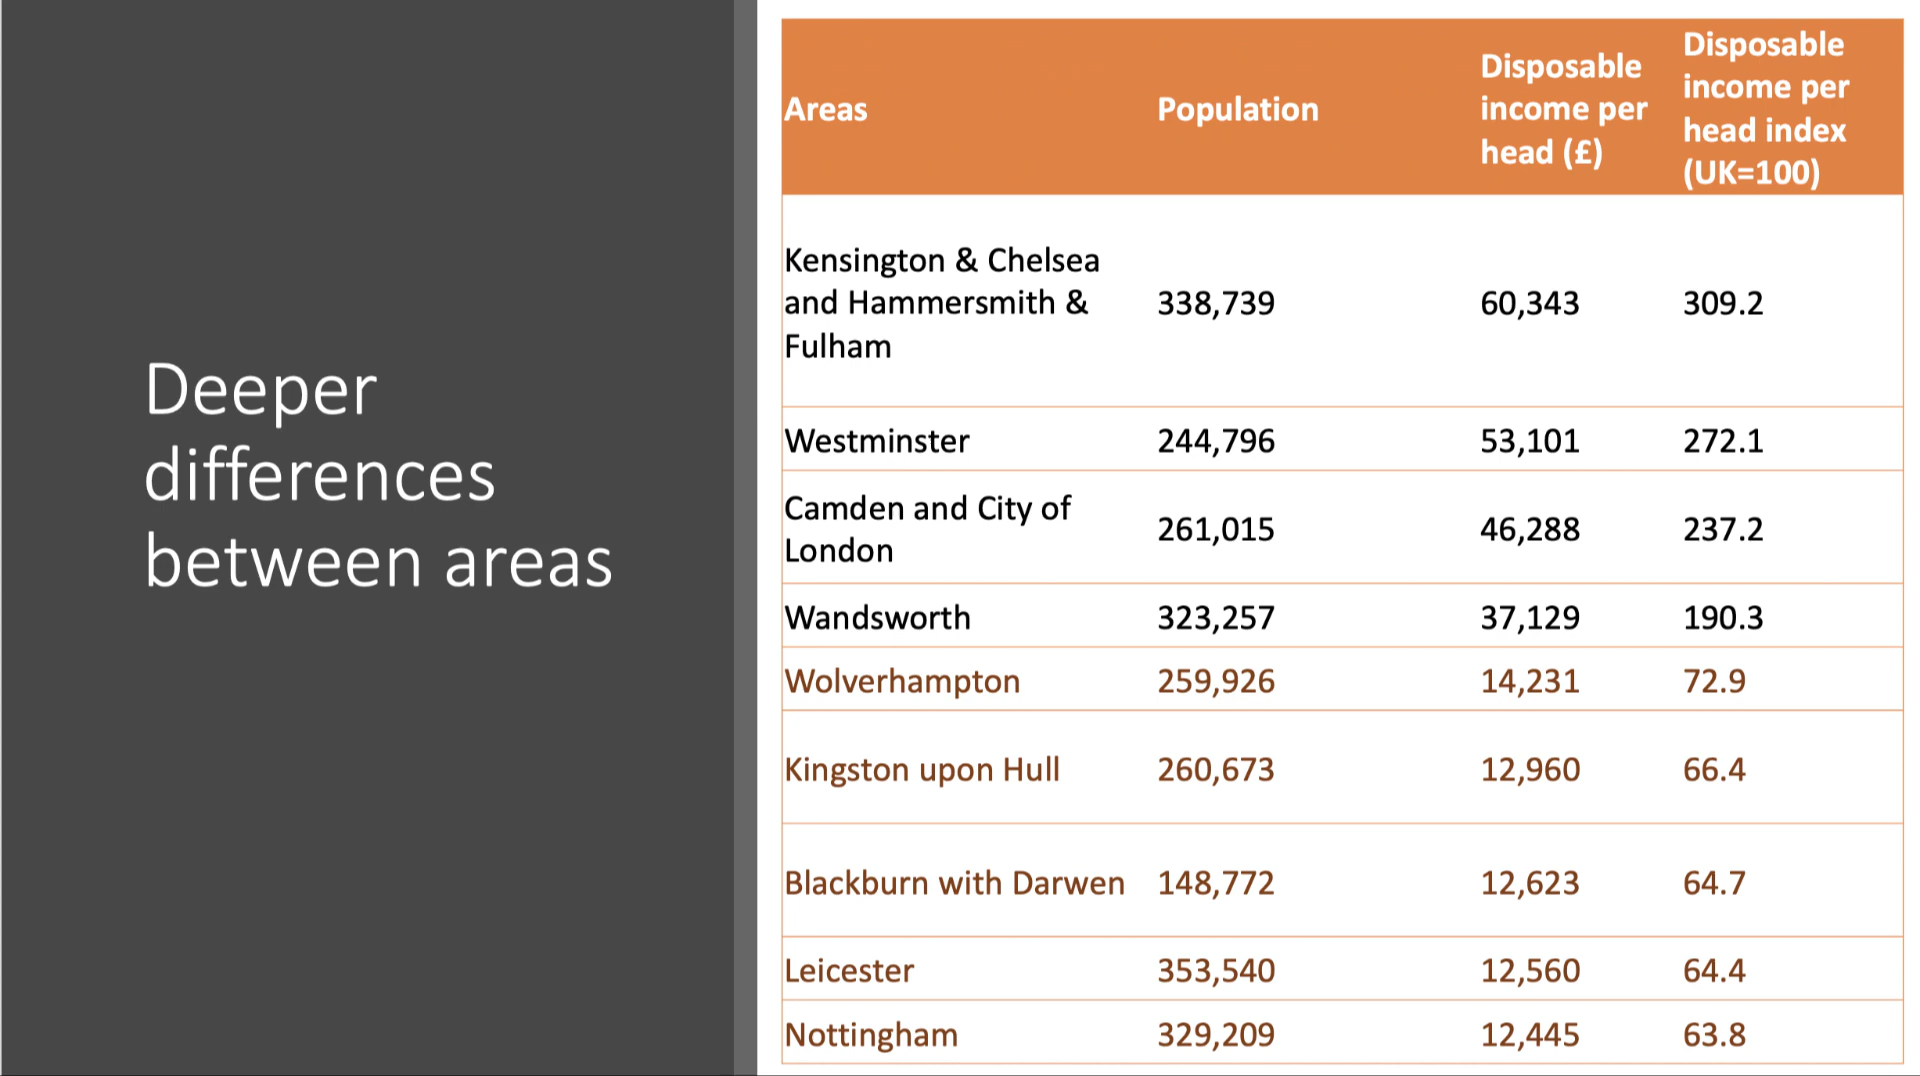 Deeper
differences
between areas
Areas Population Disposable income per head (£) Disposable income per head index (UK=100)
Kensington & Chelsea and Hammersmith & Fulham 338,739 60,343 309.2
Westminster 244,796 53,101 272.1
Camden and City of London 261,015 46,288 237.2
Wandsworth 323,257 37,129 190.3
Wolverhampton 259,926 14,231 72.9
Kingston upon Hull 260,673 12,960 66.4
Blackburn with Darwen 148,772 12,623 64.7
Leicester 353,540 12,560 64.4
Nottingham 329,209 12,445 63.8